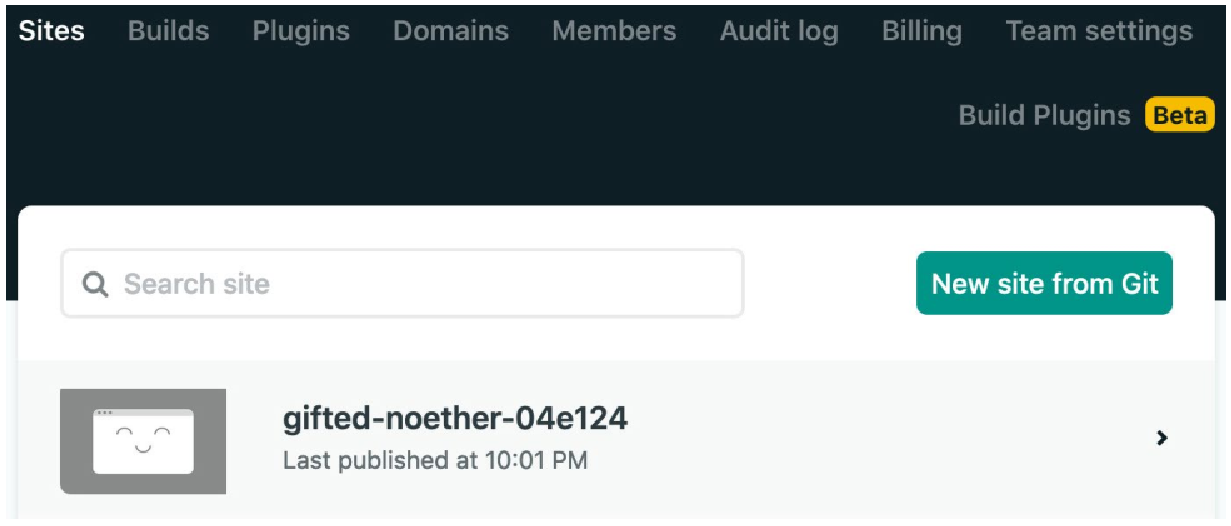 Sites Builds Plugins Domains Members Audit log Billing Team settings
Build Plugins Beta
Search site
New site from Git
gifted-noether-04e124
Last published at 10:01 PM